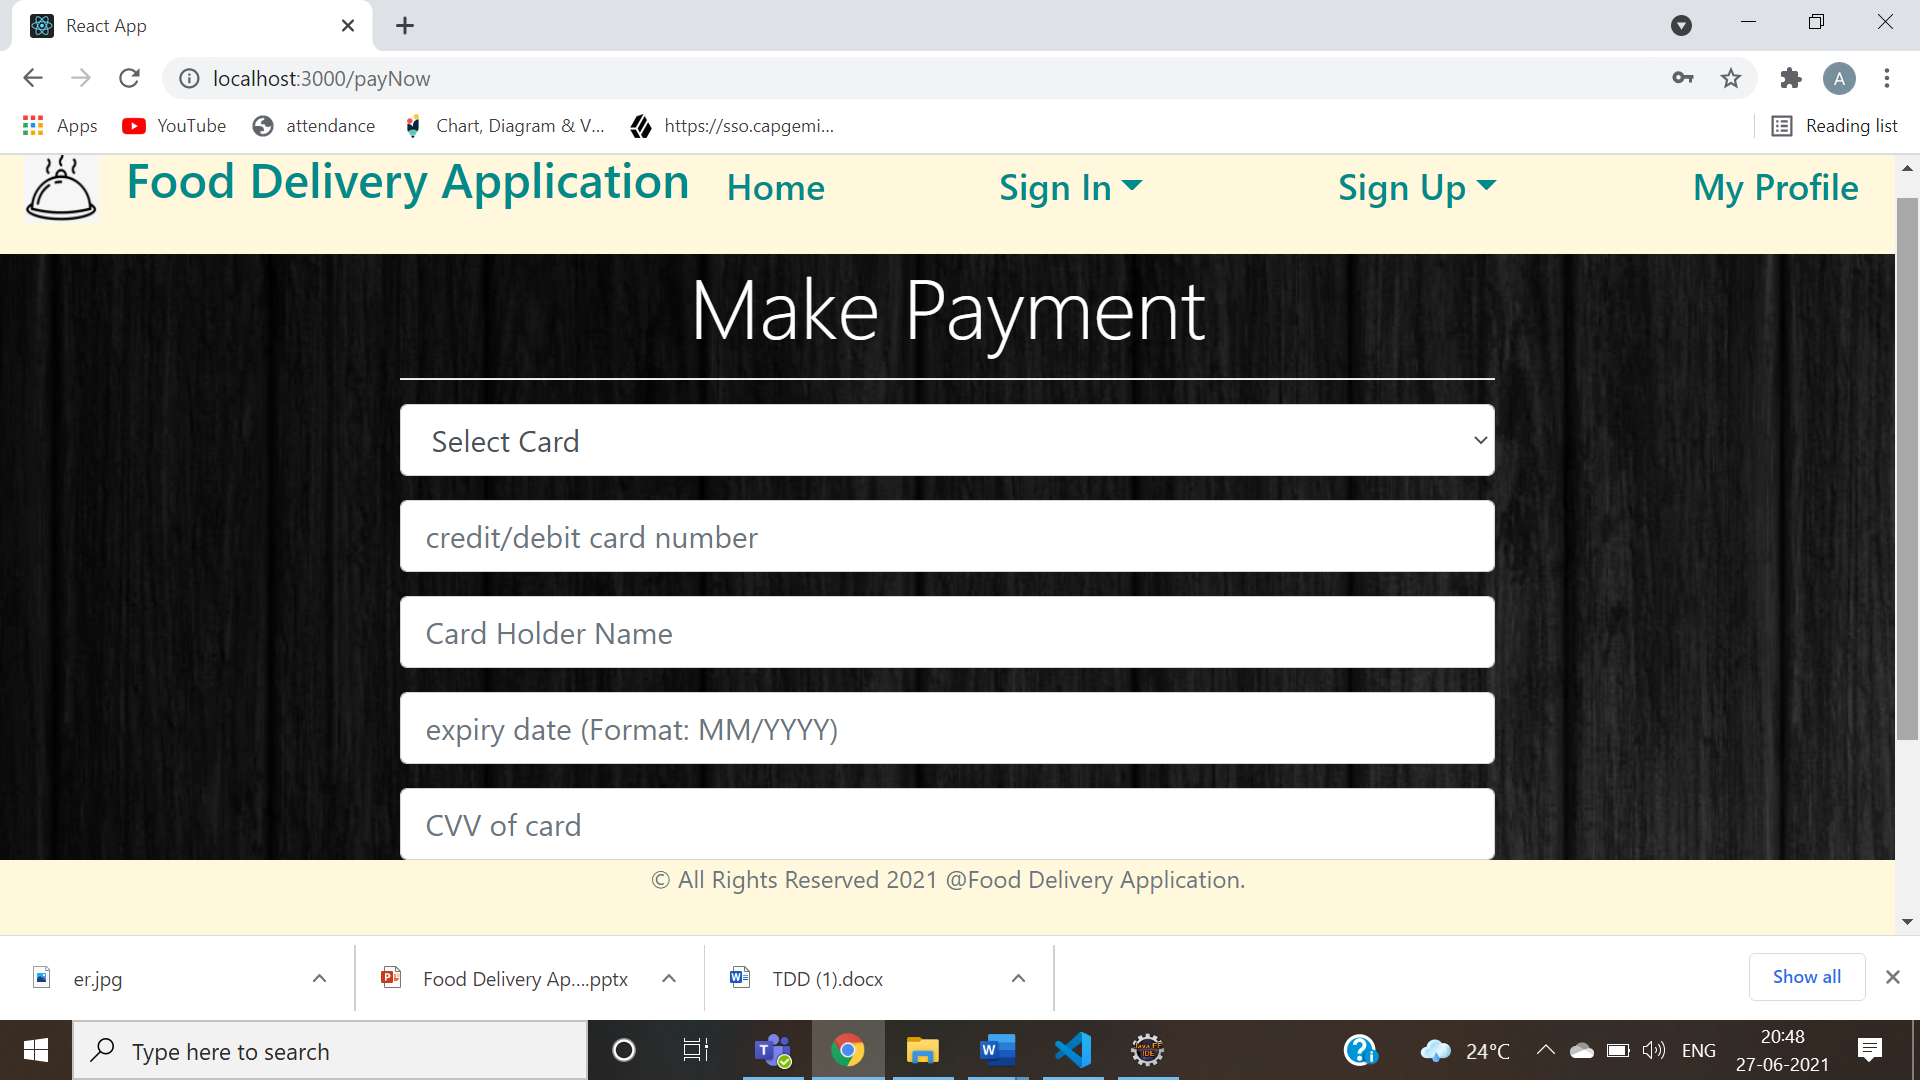 React App
localhost:3000/payNow
A
Apps
YouTube
attendance
Chart, Diagram & V...
https://sso.capgemi...
Reading list
Food Delivery Application
Home
Sign In
Sign Up
My Profile
Make Payment
Select Card
credit/debit card number
Card Holder Name
expiry date (Format: MM/YYYY)
CVV of card
© All Rights Reserved 2021 @Food Delivery Application.
er.jpg
Food Delivery Ap....pptx
TDD (1).docx
Show all
Type here to search
24°C
ENG
20:48
27-06-2021